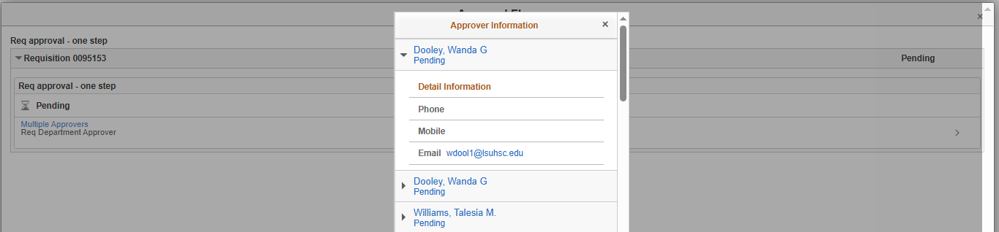 Approver Information
×
Req approval - one step
Requisition 0095153
Pending
Req approval - one step
Pending
Multiple Approvers
Req Department Approver
Dooley, Wanda G
Pending
Detail Information
Phone
Mobile
Email wdool1@lsuhsc.edu
Dooley, Wanda G
Pending
Williams, Talesia M.
Pending